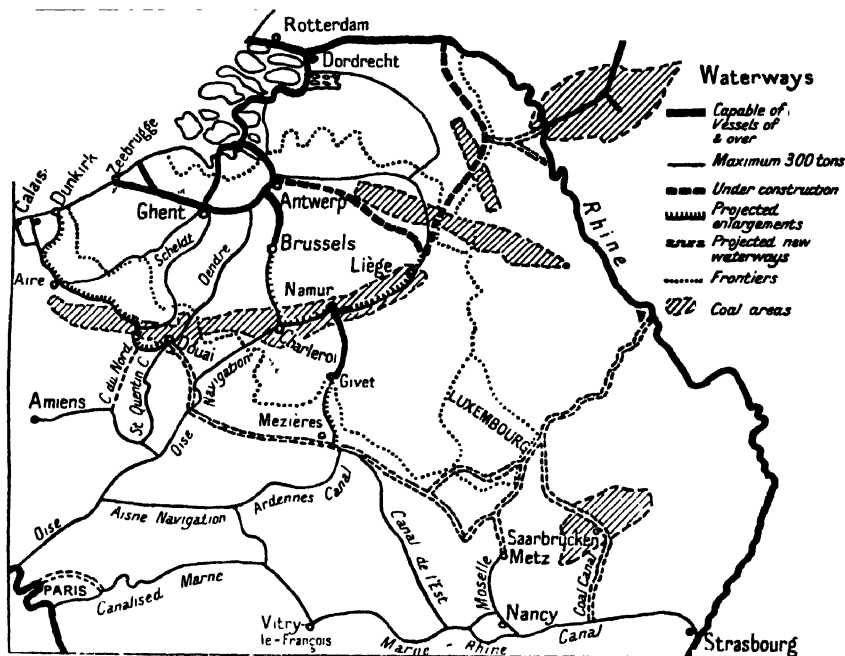 Rotterdam
Dordrecht
Waterways
Capable of
Vessels of
& over
Maximum 300 tons
Under construction
Projected
enlargements
Projected new
waterways
Frontiers
Coal areas
Zeebrugge
Dunkirk
Calais
Ghent
Antwerp
Rhine
Scheldt
Dendre
Brussels
Liège
Aire
Namur
Douai
Charleroi
C du Nord
St Quentin C
Navigation
Givet
Amiens
Oise
Mezières
LUXEMBOURG
Ardennes Canal
Aisne Navigation
Oise
Canal de l'Est
Saarbrücken
Metz
PARIS
Canalised Marne
Moselle
Coal Canal
Nancy
Vitry-
le-François
Marne - Rhine
Canal
Strasbourg